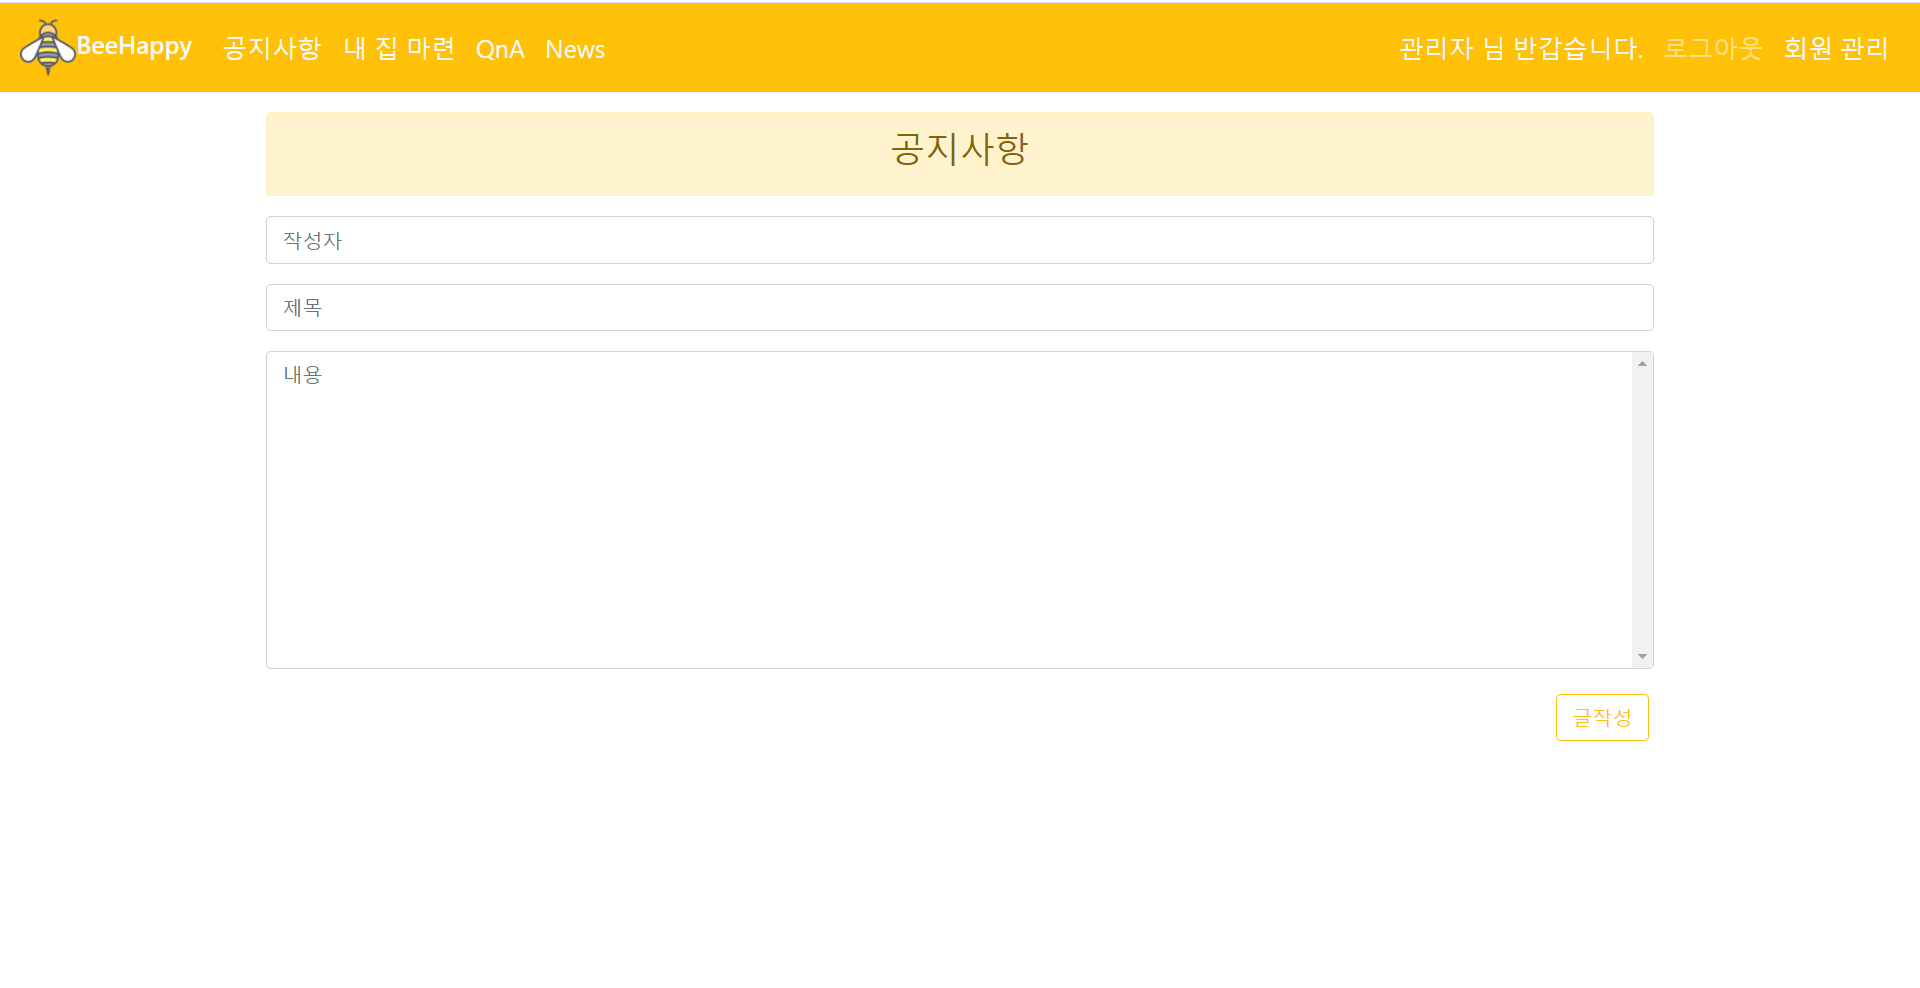 BeeHappy 공지사항 내 집 마련 QnA News 관리자 님 반갑습니다. 로그아웃 회원 관리
공지사항
작성자
제목
내용
글작성